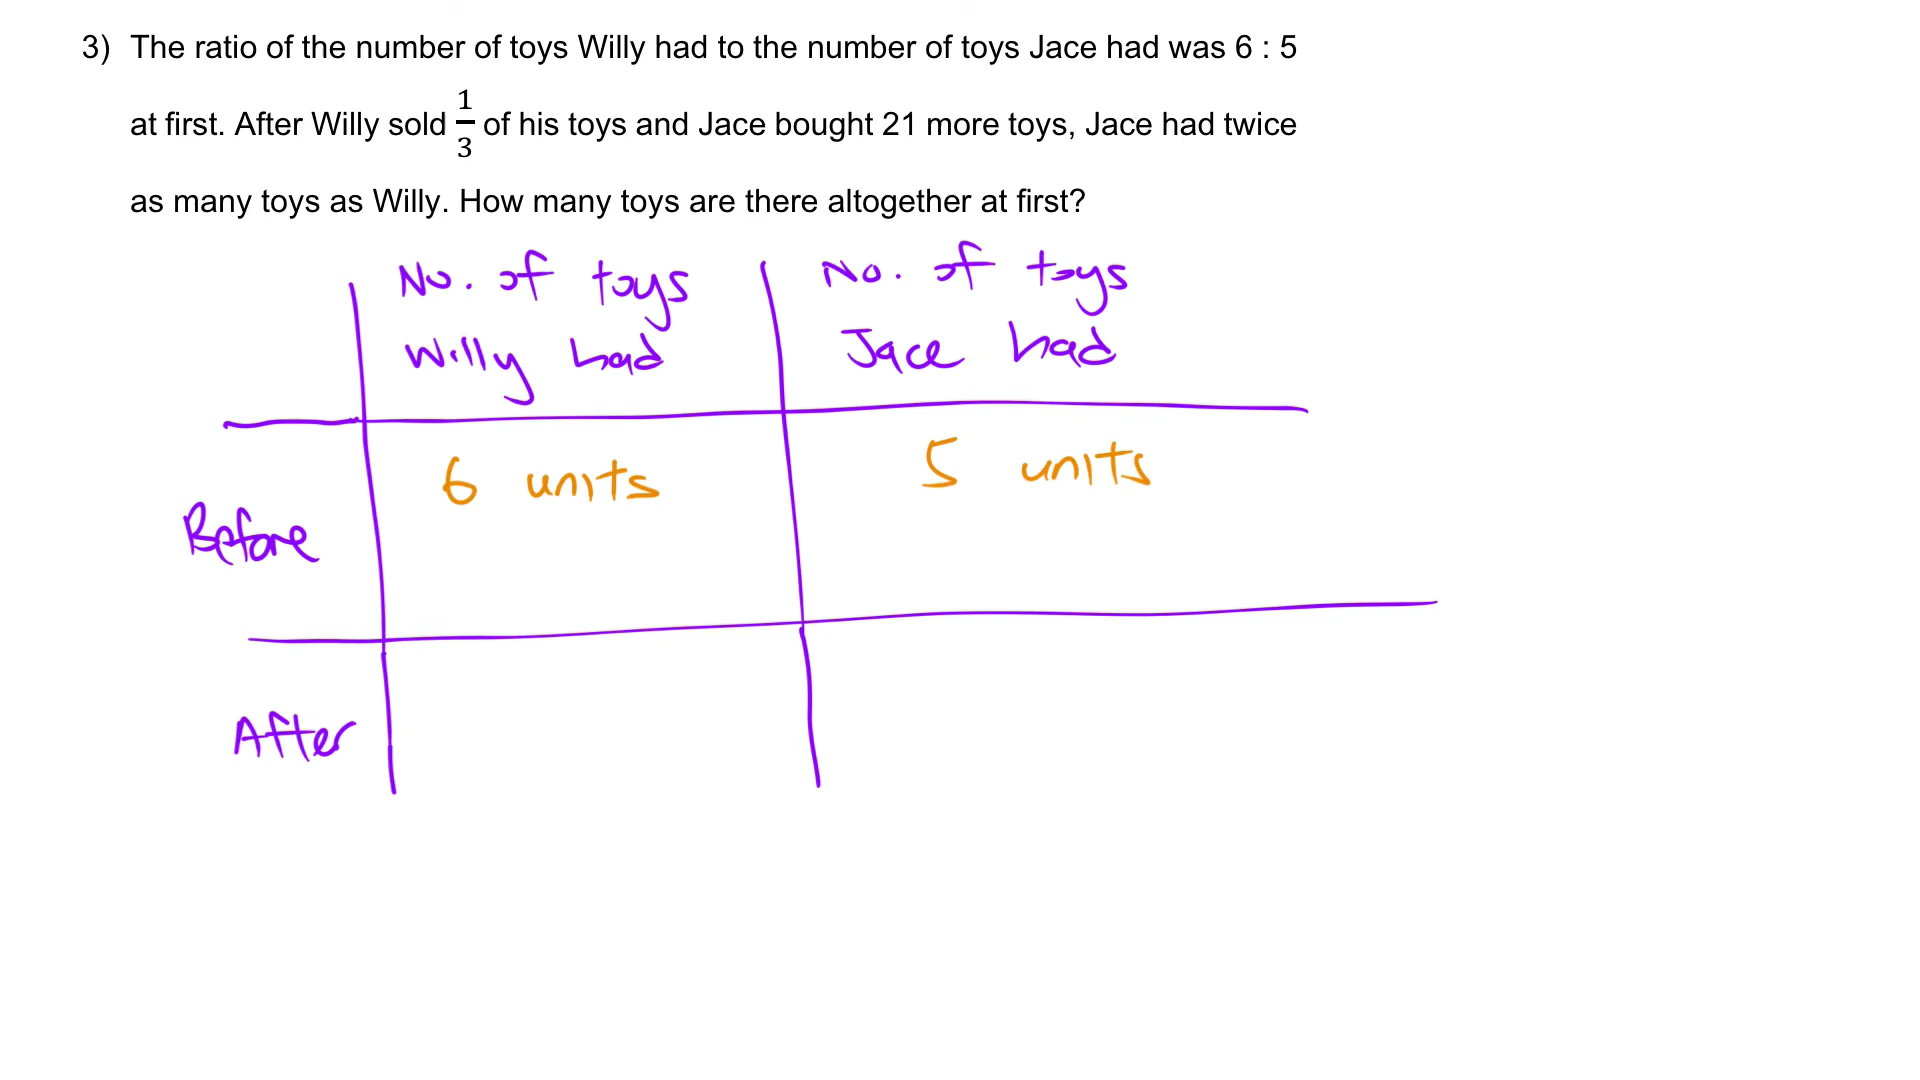 3) The ratio of the number of toys Willy had to the number of toys Jace had was 6 : 5
at first. After Willy sold 1/3 of his toys and Jace bought 21 more toys, Jace had twice
as many toys as Willy. How many toys are there altogether at first?
No. of toys
Willy had
No. of toys
Jace had
Before
6 units
5 units
After